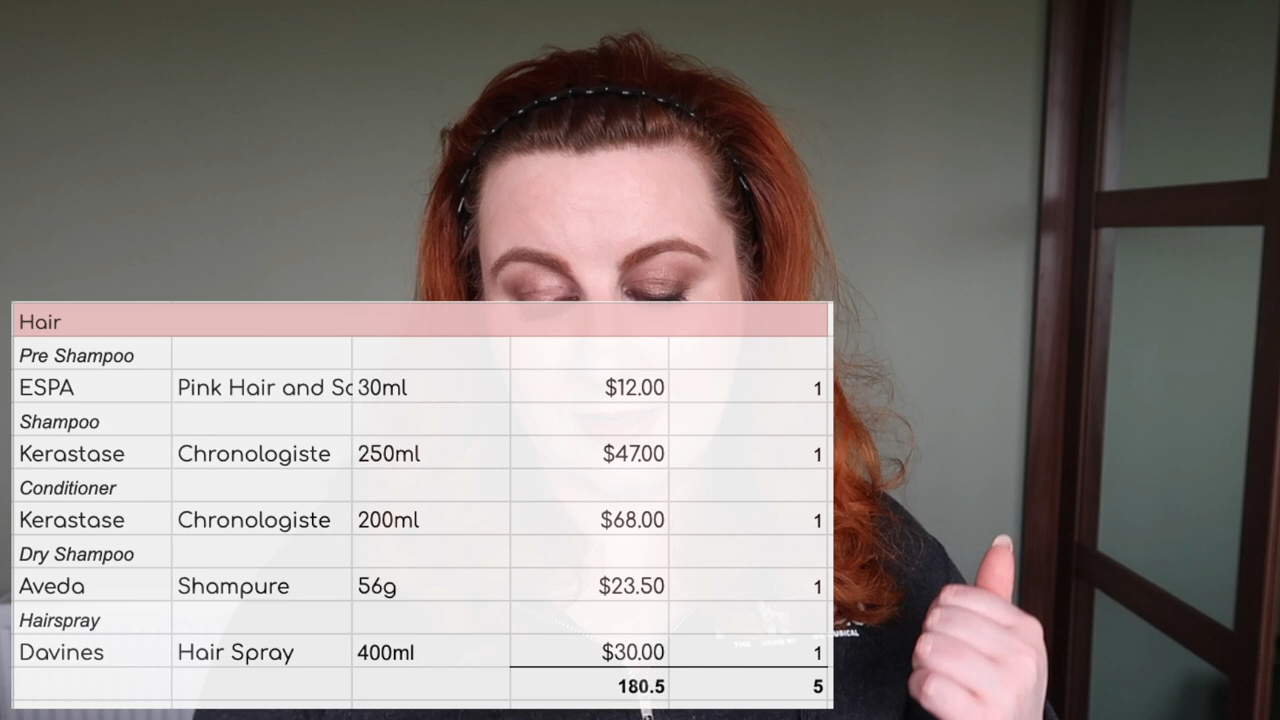 Hair
Pre Shampoo
ESPA Pink Hair and Sc 30ml $12.00 1
Shampoo
Kerastase Chronologiste 250ml $47.00 1
Conditioner
Kerastase Chronologiste 200ml $68.00 1
Dry Shampoo
Aveda Shampure 56g $23.50 1
Hairspray
Davines Hair Spray 400ml $30.00 1
180.5 5